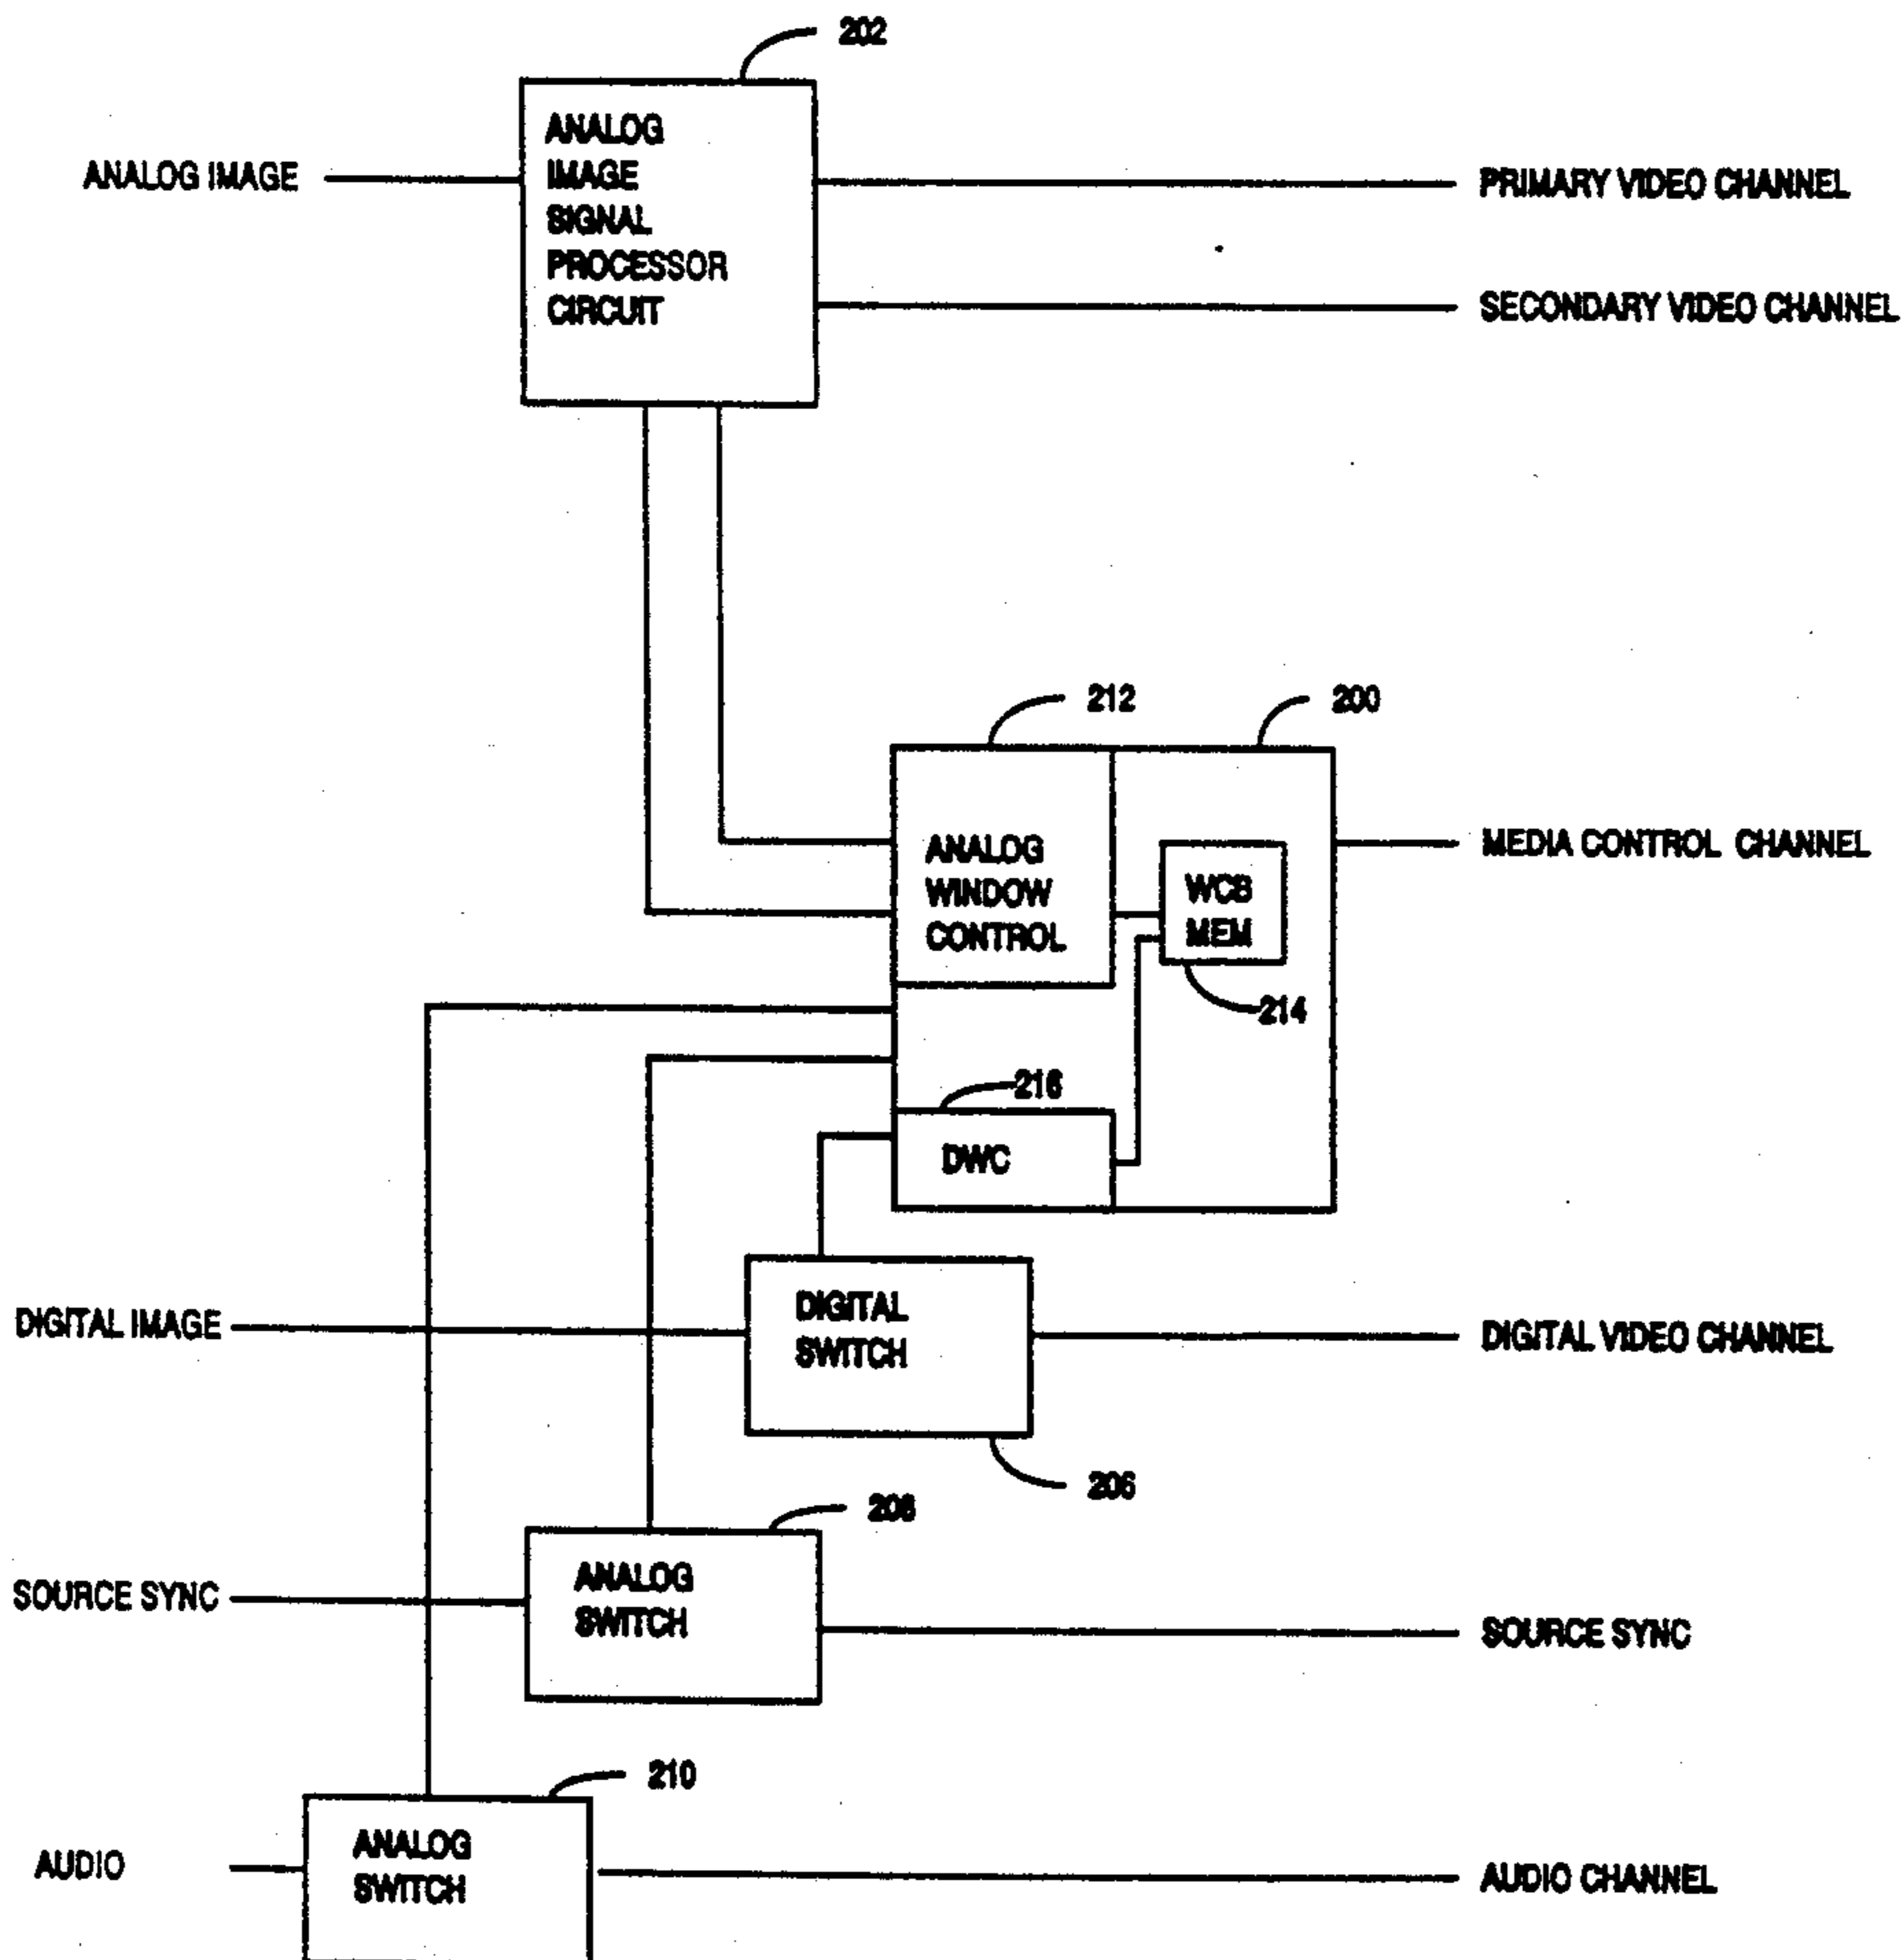 202
ANALOG
IMAGE
SIGNAL
PROCESSOR
CIRCUIT
ANALOG IMAGE
PRIMARY VIDEO CHANNEL
SECONDARY VIDEO CHANNEL
212
200
ANALOG
WINDOW
CONTROL
WCB
MEM
MEDIA CONTROL CHANNEL
214
216
DWC
DIGITAL IMAGE
DIGITAL
SWITCH
DIGITAL VIDEO CHANNEL
206
208
SOURCE SYNC
ANALOG
SWITCH
SOURCE SYNC
210
AUDIO
ANALOG
SWITCH
AUDIO CHANNEL